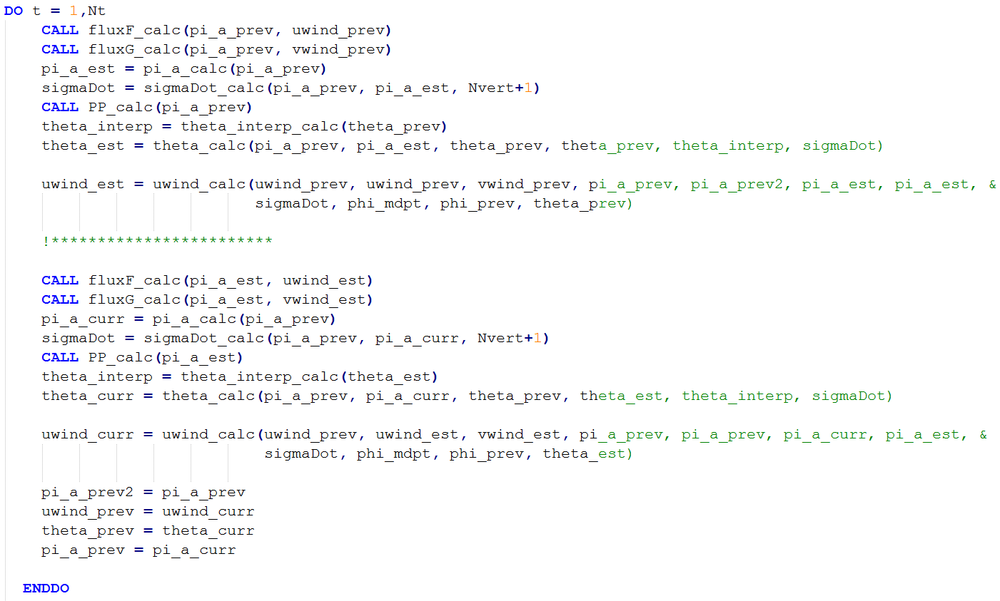 DO t = 1,Nt
CALL fluxF_calc(pi_a_prev, uwind_prev)
CALL fluxG_calc(pi_a_prev, vwind_prev)
pi_a_est = pi_a_calc(pi_a_prev)
sigmaDot = sigmaDot_calc(pi_a_prev, pi_a_est, Nvert+1)
CALL PP_calc(pi_a_prev)
theta_interp = theta_interp_calc(theta_prev)
theta_est = theta_calc(pi_a_prev, pi_a_est, theta_prev, theta_prev, theta_interp, sigmaDot)
uwind_est = uwind_calc(uwind_prev, uwind_prev, vwind_prev, pi_a_prev, pi_a_prev2, pi_a_est, pi_a_est, &
sigmaDot, phi_mdpt, phi_prev, theta_prev)
!************************
CALL fluxF_calc(pi_a_est, uwind_est)
CALL fluxG_calc(pi_a_est, vwind_est)
pi_a_curr = pi_a_calc(pi_a_prev)
sigmaDot = sigmaDot_calc(pi_a_prev, pi_a_curr, Nvert+1)
CALL PP_calc(pi_a_est)
theta_interp = theta_interp_calc(theta_est)
theta_curr = theta_calc(pi_a_prev, pi_a_curr, theta_prev, theta_est, theta_interp, sigmaDot)
uwind_curr = uwind_calc(uwind_prev, uwind_est, vwind_est, pi_a_prev, pi_a_prev, pi_a_curr, pi_a_est, &
sigmaDot, phi_mdpt, phi_prev, theta_est)
pi_a_prev2 = pi_a_prev
uwind_prev = uwind_curr
theta_prev = theta_curr
pi_a_prev = pi_a_curr
ENDDO